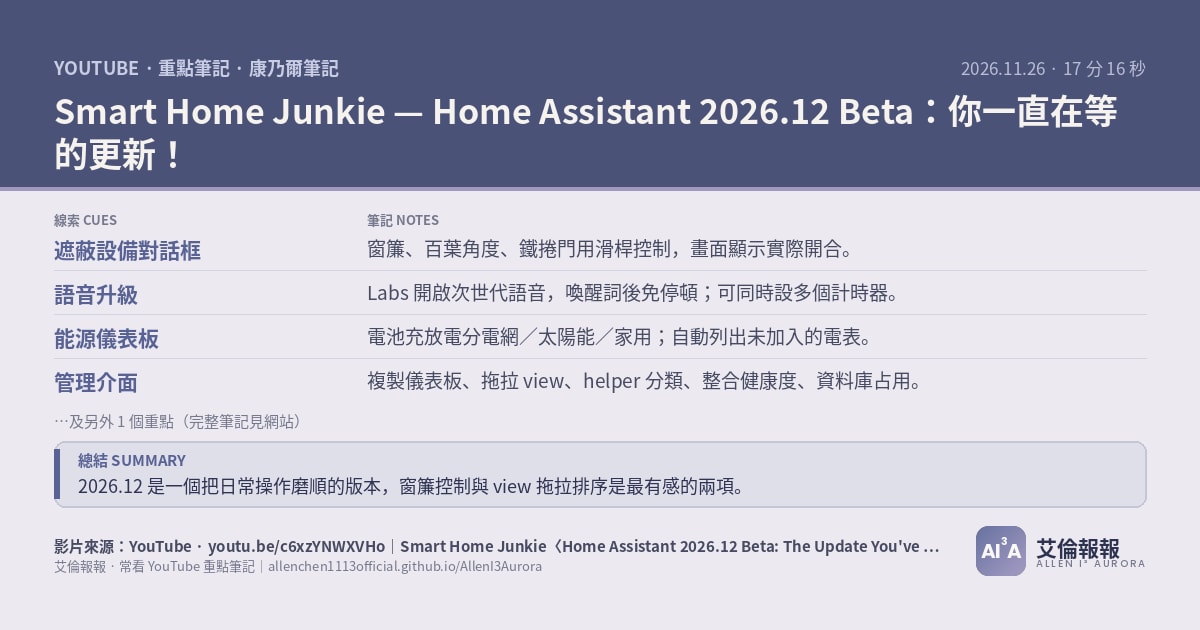 YOUTUBE · 重點筆記 · 康乃爾筆記
2026.11.26 · 17 分 16 秒
Smart Home Junkie — Home Assistant 2026.12 Beta：你一直在等
的更新！
線索 CUES
筆記 NOTES
遮蔽設備對話框
窗簾、百葉角度、鐵捲門用滑桿控制，畫面顯示實際開合。
語音升級
Labs 開啟次世代語音，喚醒詞後免停頓；可同時設多個計時器。
能源儀表板
電池充放電分電網／太陽能／家用；自動列出未加入的電表。
管理介面
複製儀表板、拖拉 view、helper 分類、整合健康度、資料庫占用。
…及另外 1 個重點（完整筆記見網站）
總結 SUMMARY
2026.12 是一個把日常操作磨順的版本，窗簾控制與 view 拖拉排序是最有感的兩項。
影片來源：YouTube · youtu.be/c6xzYNWXVHo｜Smart Home Junkie〈Home Assistant 2026.12 Beta: The Update You've …
艾倫報報 · 常看 YouTube 重點筆記｜allenchen1113official.github.io/AllenI3Aurora
AI³A
艾倫報報
ALLEN I³ AURORA